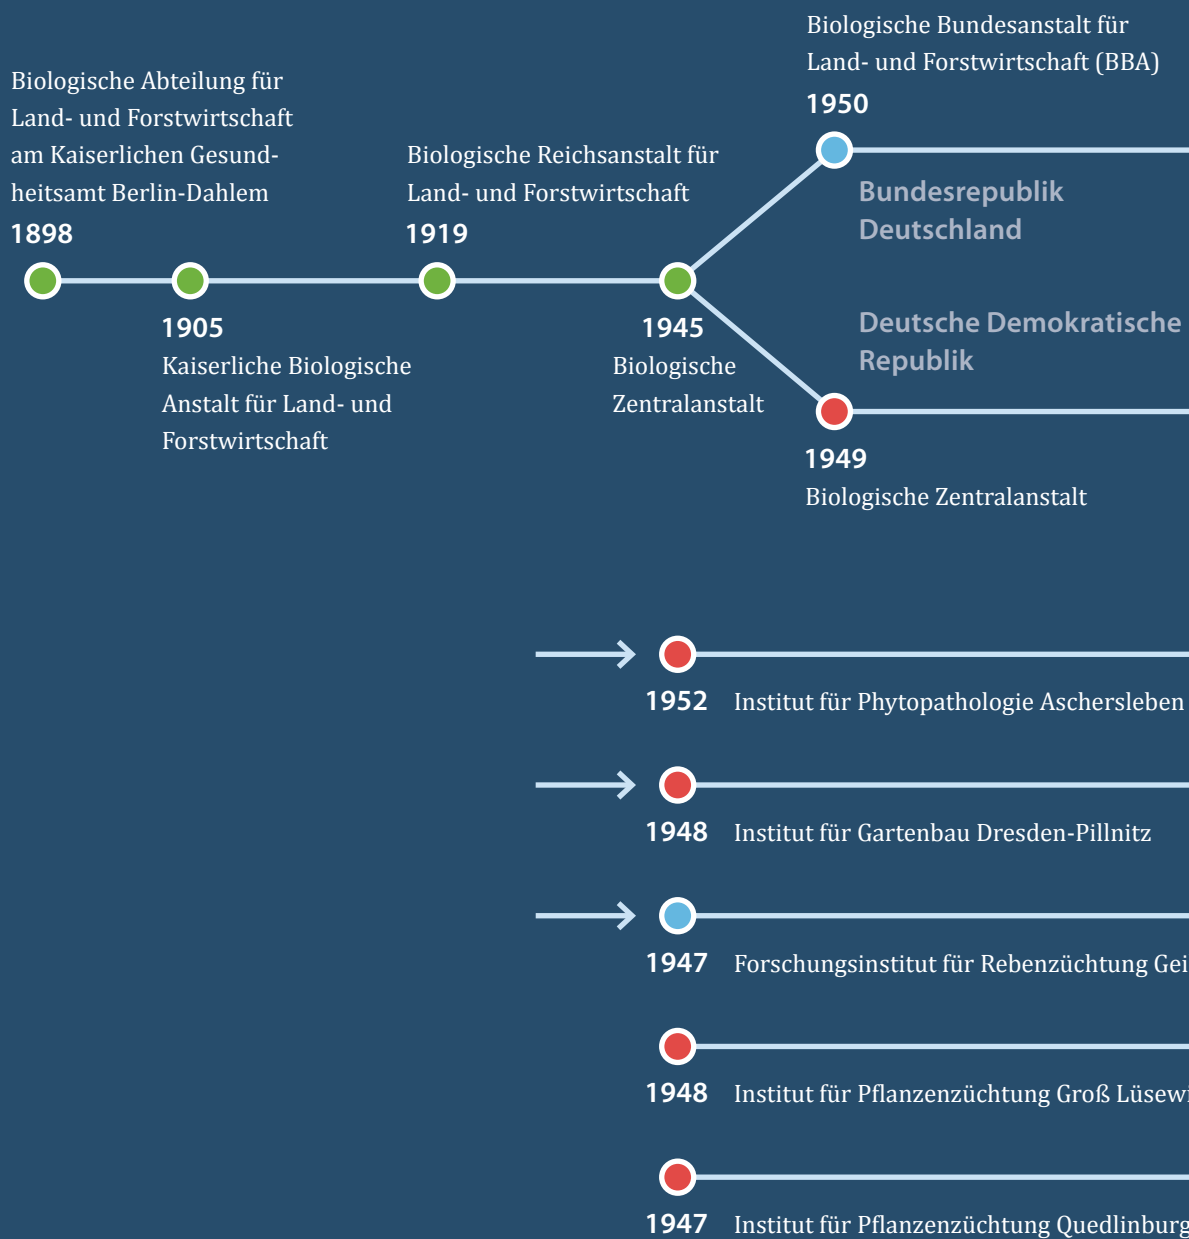 Biologische Abteilung für
Land- und Forstwirtschaft
am Kaiserlichen Gesund-
heitsamt Berlin-Dahlem
1898
1905
Kaiserliche Biologische
Anstalt für Land- und
Forstwirtschaft
Biologische Reichsanstalt für
Land- und Forstwirtschaft
1919
1945
Biologische
Zentralanstalt
Biologische Bundesanstalt für
Land- und Forstwirtschaft (BBA)
1950
Bundesrepublik
Deutschland
Deutsche Demokratische
Republik
1949
Biologische Zentralanstalt
1952 Institut für Phytopathologie Aschersleben
1948 Institut für Gartenbau Dresden-Pillnitz
1947 Forschungsinstitut für Rebenzüchtung Gei
1948 Institut für Pflanzenzüchtung Groß Lüsewi
1947 Institut für Pflanzenzüchtung Quedlinburg